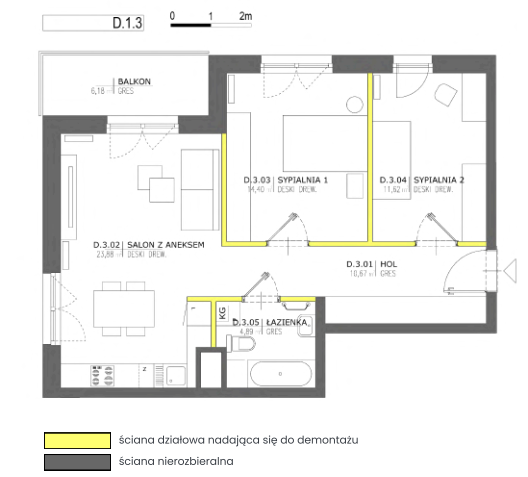 D.1.3
0 1 2m
BALKON
6,18 GRES
D.3.03 SYPIALNIA 1
14,40 DESKI DREW.
D.3.04 SYPIALNIA 2
11,62 DESKI DREW.
D.3.02 SALON Z ANEKSEM
23,88 DESKI DREW.
D.3.01 HOL
10,67 GRES
KG
D.3.05 ŁAZIENKA
4,89 GRES
Z
ściana działowa nadająca się do demontażu
ściana nierozbieralna